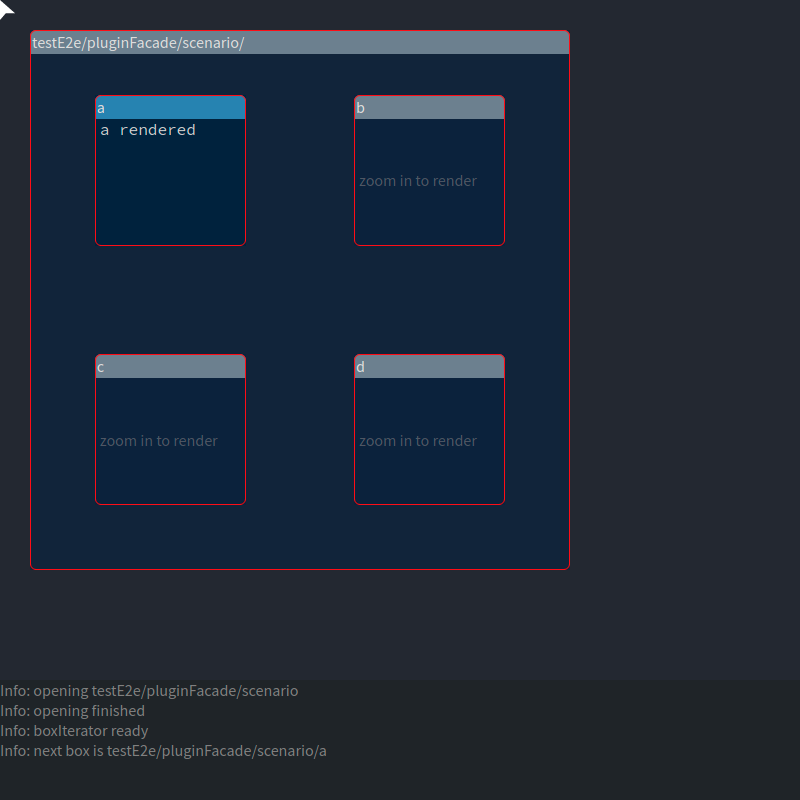 testE2e/pluginFacade/scenario/
a
b
a rendered
zoom in to render
c
d
zoom in to render
zoom in to render
Info: opening testE2e/pluginFacade/scenario
Info: opening finished
Info: boxIterator ready
Info: next box is testE2e/pluginFacade/scenario/a